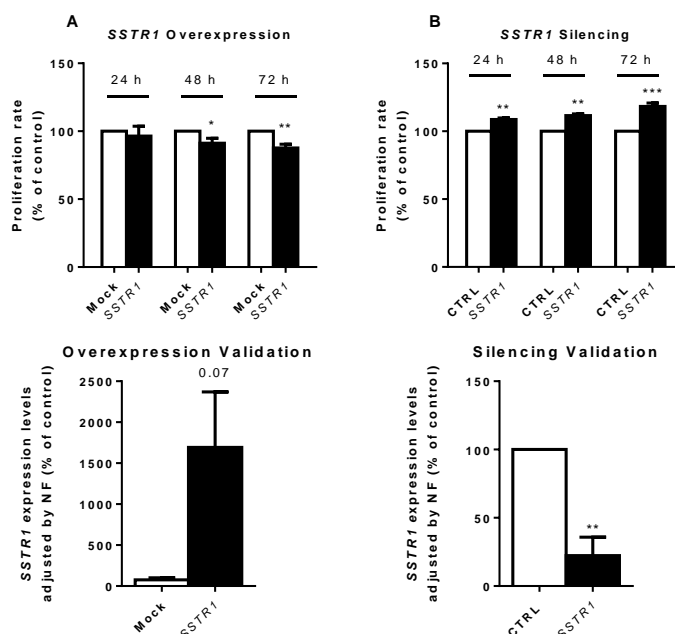 A
SSTR1 Overexpression
24 h
48 h
72 h
*
**
Proliferation rate
(% of control)
150
100
50
0
Mock
SSTR1
Mock
SSTR1
Mock
SSTR1
B
SSTR1 Silencing
24 h
48 h
72 h
**
**
***
Proliferation rate
(% of control)
150
100
50
0
CTRL
SSTR1
CTRL
SSTR1
CTRL
SSTR1
Overexpression Validation
0.07
SSTR1 expression levels
adjusted by NF (% of control)
2500
2000
1500
1000
500
0
Mock
SSTR1
Silencing Validation
**
SSTR1 expression levels
adjusted by NF (% of control)
150
100
50
0
CTRL
SSTR1